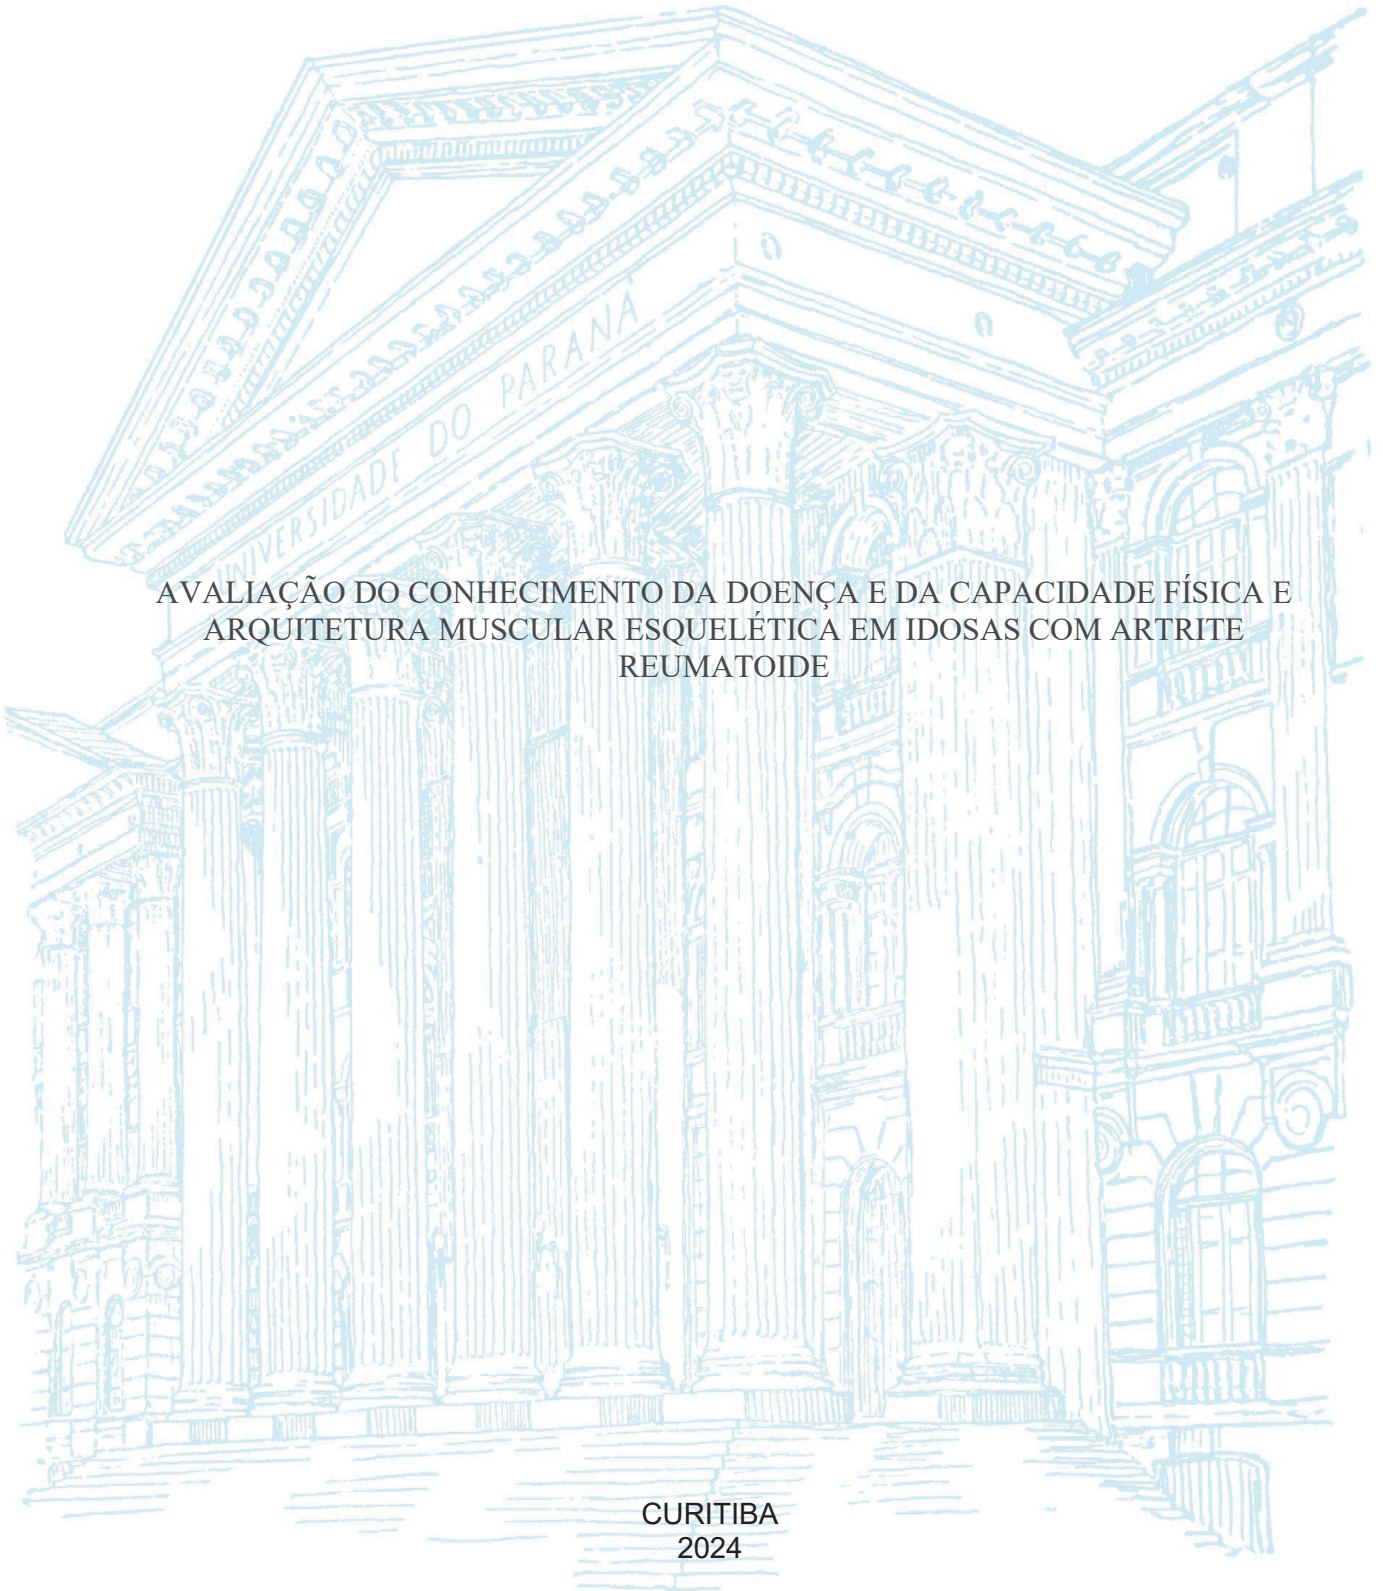 UNIVERSIDADE DO PARANÁ
AVALIAÇÃO DO CONHECIMENTO DA DOENÇA E DA CAPACIDADE FÍSICA E
ARQUITETURA MUSCULAR ESQUELÉTICA EM IDOSAS COM ARTRITE
REUMATOIDE
CURITIBA
2024